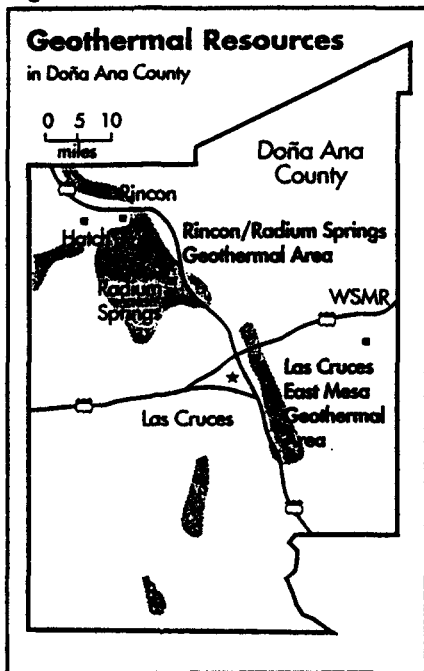 Geothermal Resources
in Doña Ana County
0 5 10
miles
Doña Ana
County
Rincon
Hatch
Rincon/Radium Springs
Geothermal Area
Radium
Springs
WSMR
Las Cruces
East Mesa
Geothermal
Area
Las Cruces